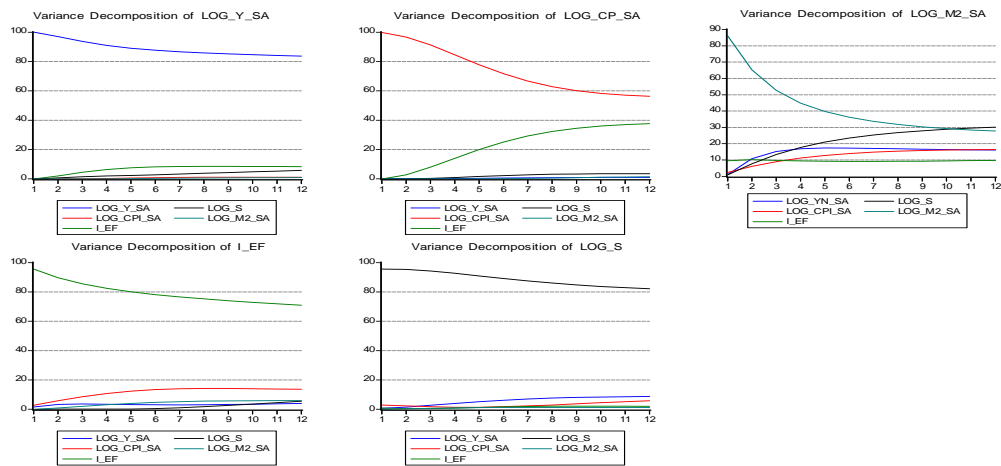 Variance Decomposition of LOG_Y_SA
100
80
60
40
20
0
1 2 3 4 5 6 7 8 9 10 11 12
LOG_Y_SA LOG_S
LOG_CPI_SA LOG_M2_SA
I_EF
Variance Decomposition of LOG_CP_SA
100
80
60
40
20
0
1 2 3 4 5 6 7 8 9 10 11 12
LOG_Y_SA LOG_S
LOG_CPI_SA LOG_M2_SA
I_EF
Variance Decomposition of LOG_M2_SA
90
80
70
60
50
40
30
20
10
0
1 2 3 4 5 6 7 8 9 10 11 12
LOG_YN_SA LOG_S
LOG_CPI_SA LOG_M2_SA
I_EF
Variance Decomposition of I_EF
100
80
60
40
20
0
1 2 3 4 5 6 7 8 9 10 11 12
LOG_Y_SA LOG_S
LOG_CPI_SA LOG_M2_SA
I_EF
Variance Decomposition of LOG_S
100
80
60
40
20
0
1 2 3 4 5 6 7 8 9 10 11 12
LOG_Y_SA LOG_S
LOG_CPI_SA LOG_M2_SA
I_EF